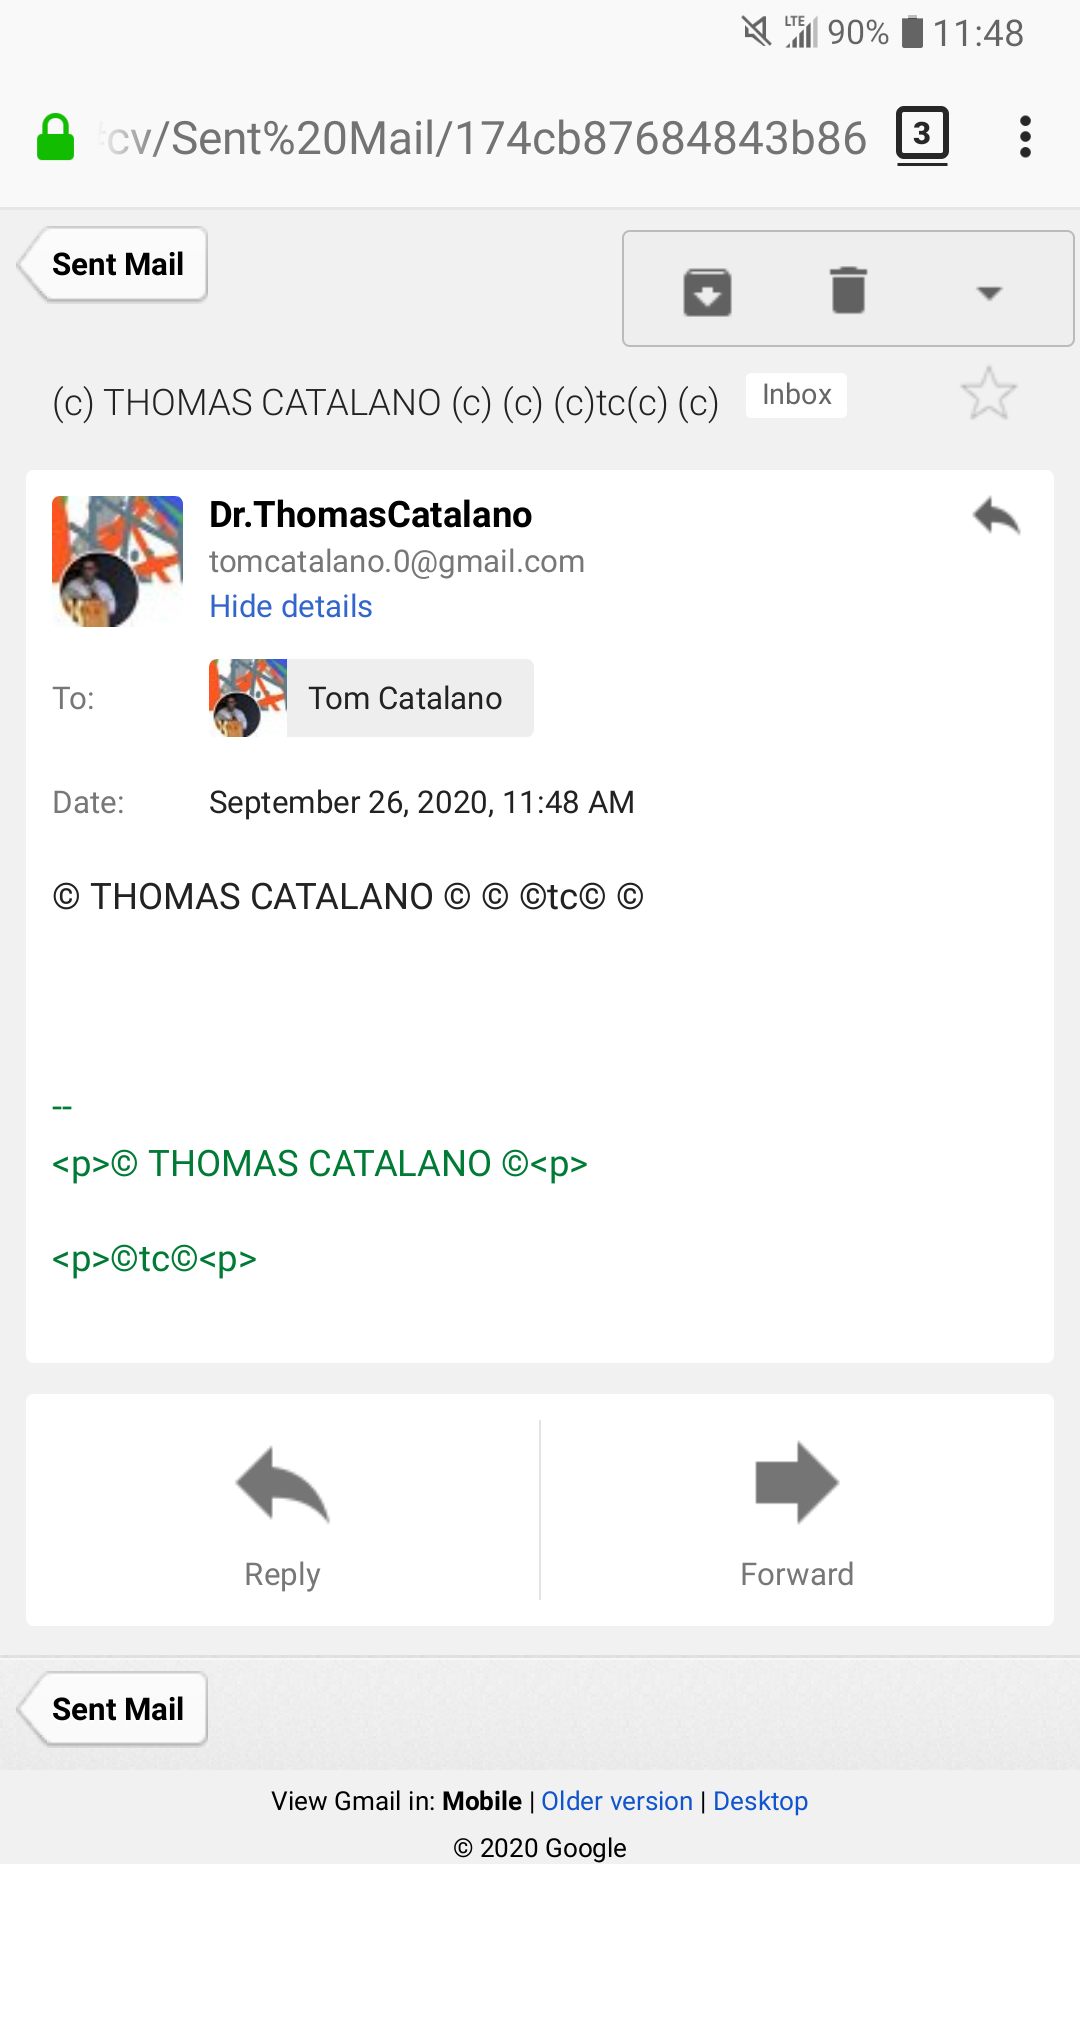 LTE 90% 11:48
cv/Sent%20Mail/174cb87684843b86 3
Sent Mail
(c) THOMAS CATALANO (c) (c) (c)tc(c) (c) Inbox
Dr.ThomasCatalano
tomcatalano.0@gmail.com
Hide details
To: Tom Catalano
Date: September 26, 2020, 11:48 AM
© THOMAS CATALANO © © ©tc© ©
--
<p>© THOMAS CATALANO ©<p>
<p>©tc©<p>
Reply Forward
Sent Mail
View Gmail in: Mobile | Older version | Desktop
© 2020 Google